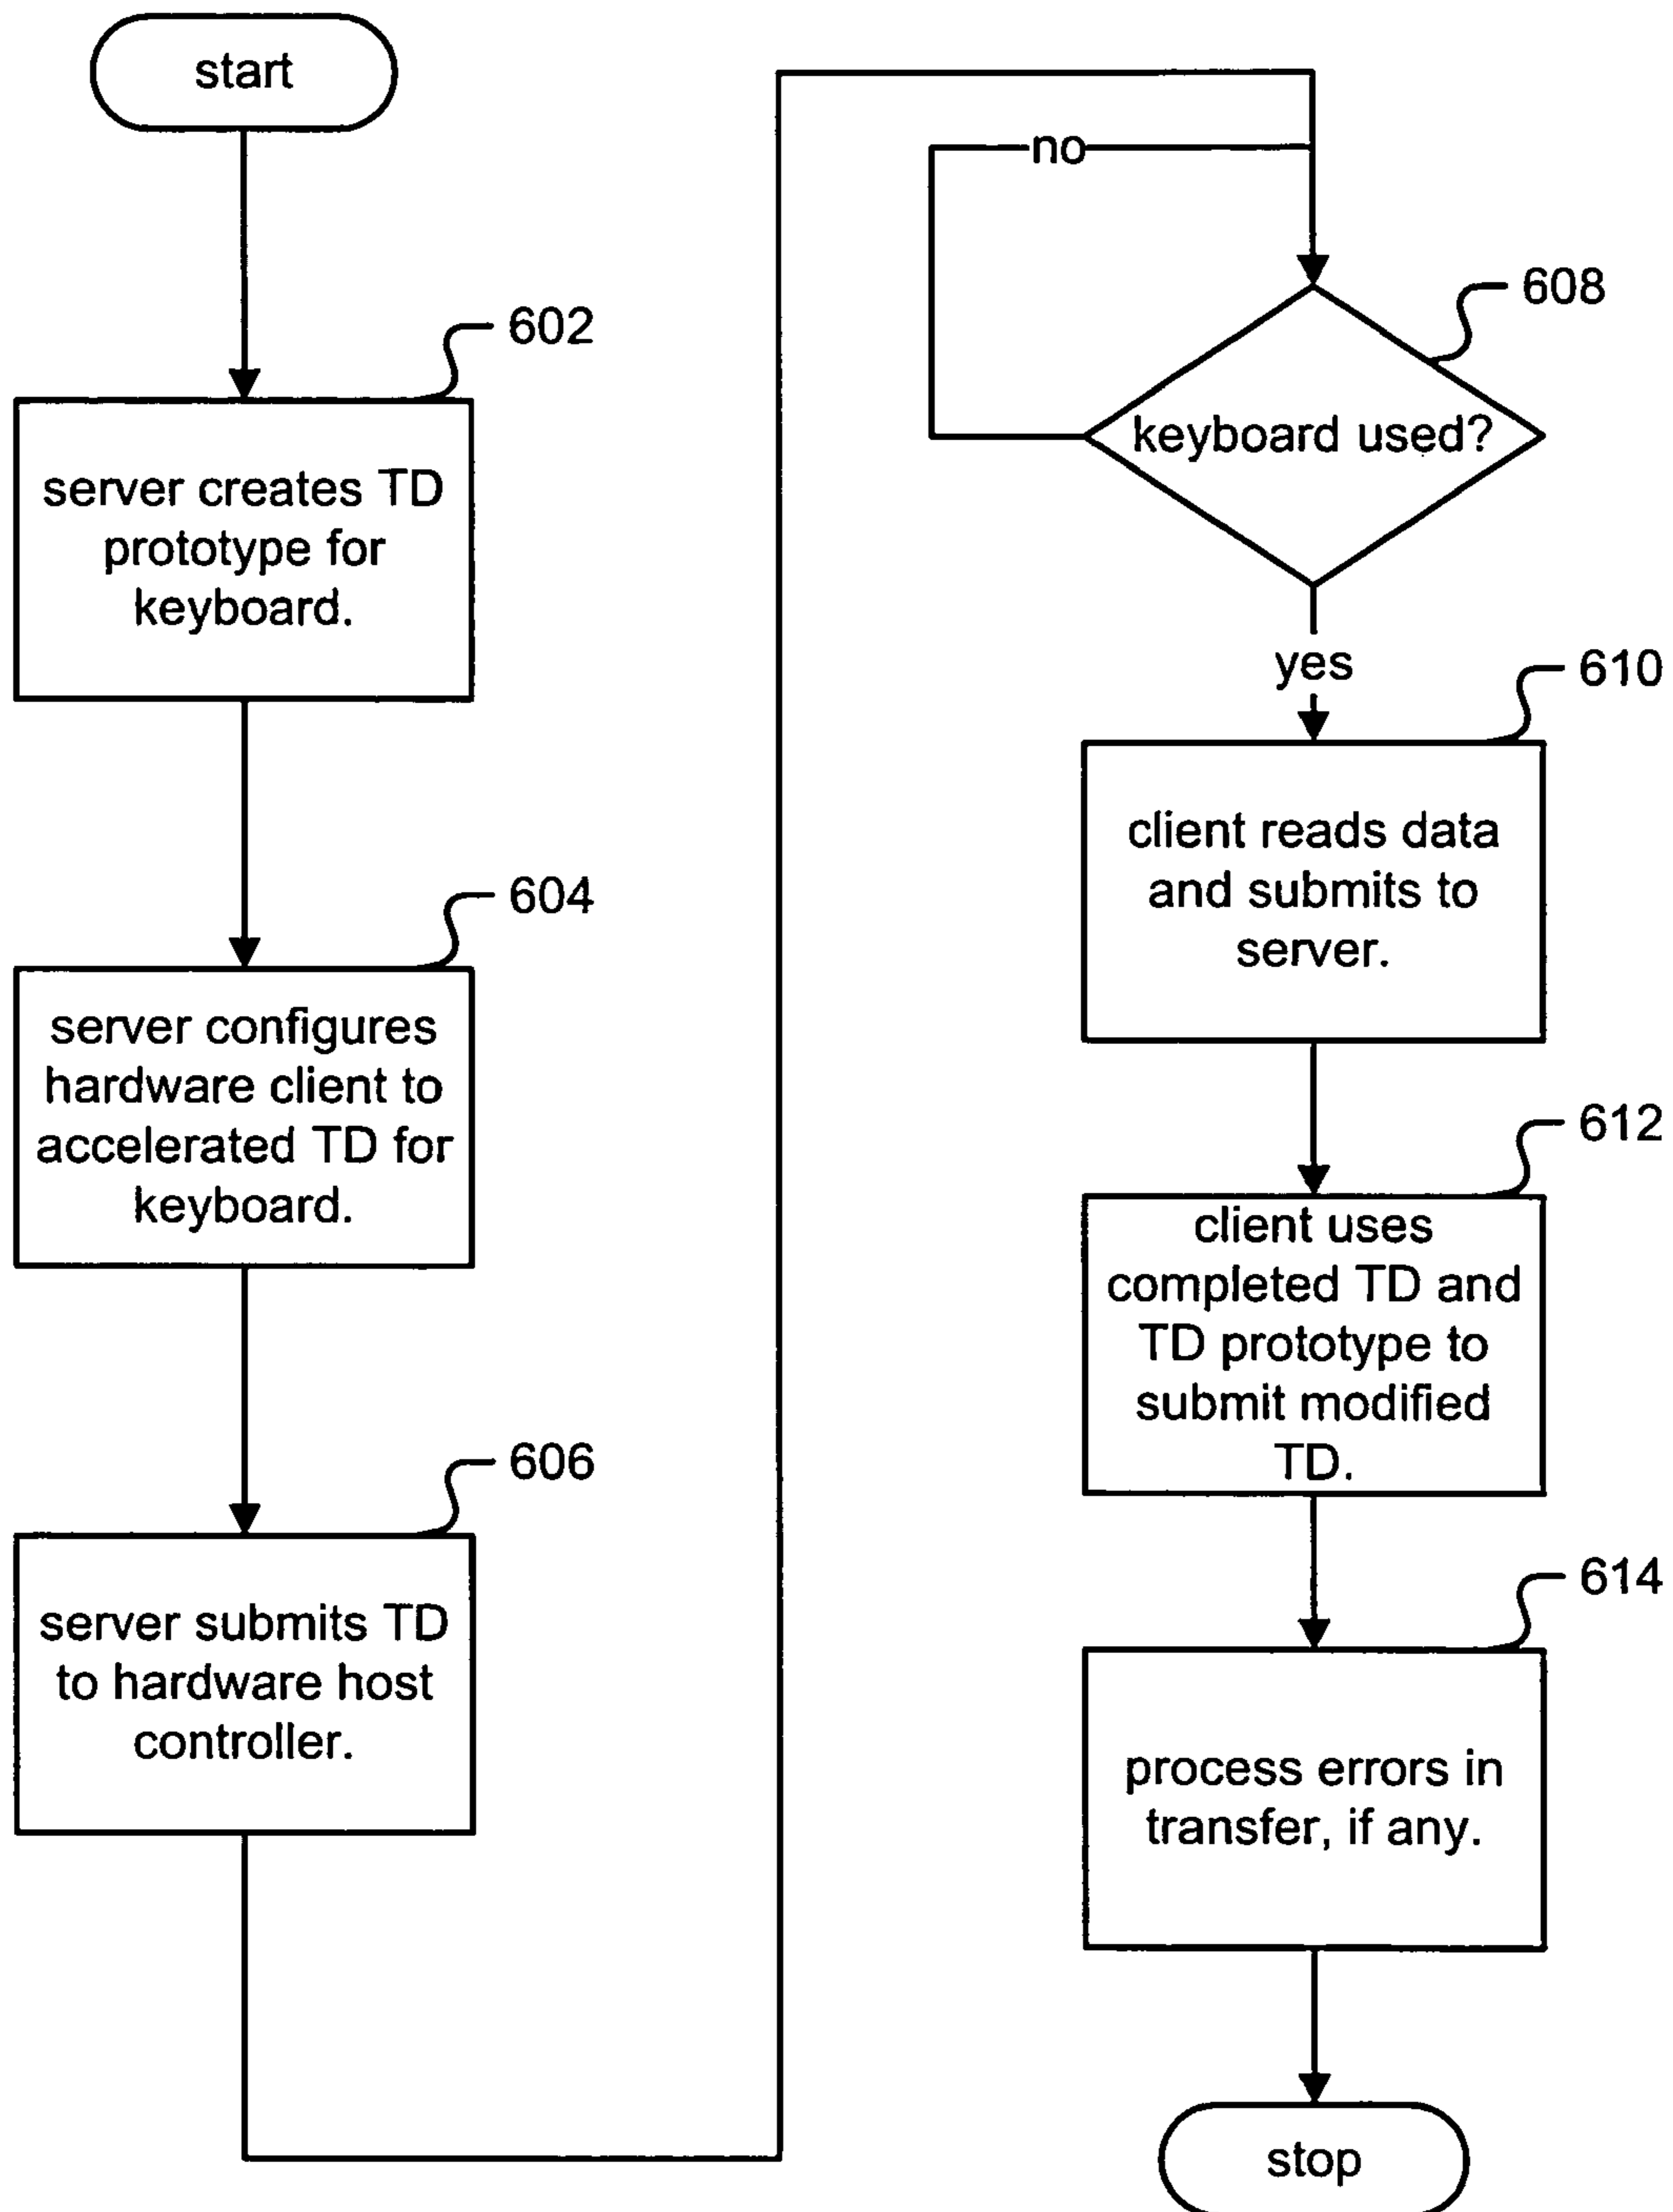 start
602
server creates TD
prototype for
keyboard.
604
server configures
hardware client to
accelerated TD for
keyboard.
606
server submits TD
to hardware host
controller.
no
608
keyboard used?
yes
610
client reads data
and submits to
server.
612
client uses
completed TD and
TD prototype to
submit modified
TD.
614
process errors in
transfer, if any.
stop